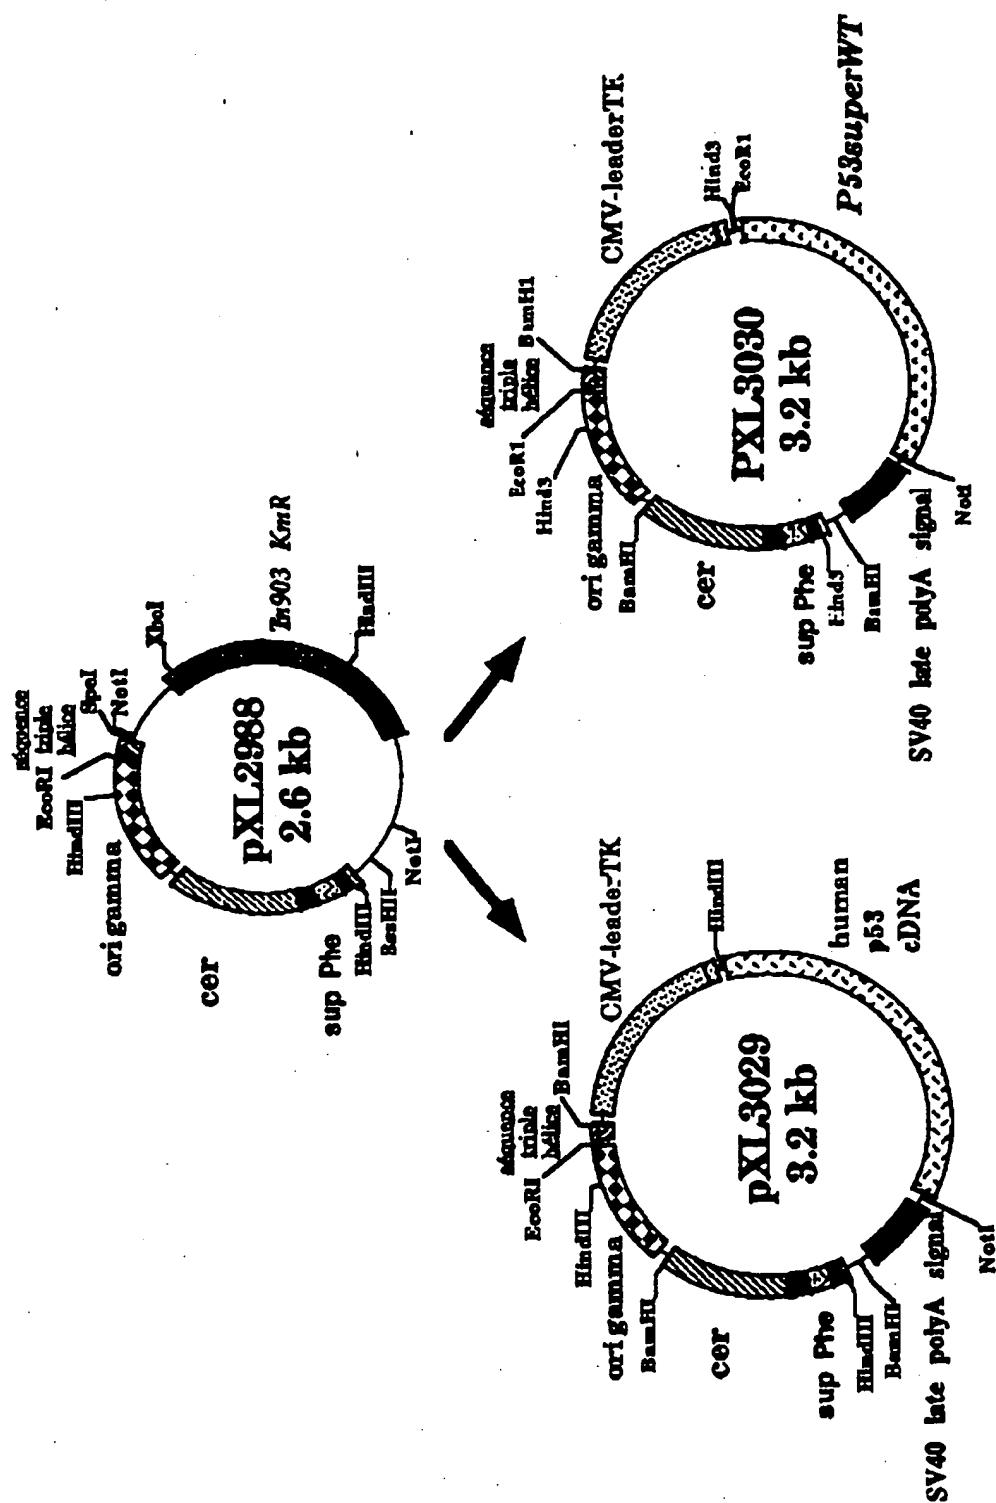 séquence
triple
hélice
EcoRI
SpeI
NotI
HindIII
XhoI
Tn903 KmR
HindIII
ori gamma
pXL2988
2.6 kb
cer
sup Phe
HindIII
BssHII
NotI
séquence
triple
hélice
EcoRI
BamHI
HindIII
CMV-leader-TK
HindIII
ori gamma
BamHI
pXL3029
3.2 kb
human
p53
cDNA
cer
sup Phe
HindIII
BamHI
SV40 late polyA signal
NotI
séquence
triple
hélice
EcoR1
BamH1
Hind3
CMV-leaderTK
Hind3
EcoR1
ori gamma
BamHI
PXL3030
3.2 kb
P53superWT
cer
sup Phe
Hind3
BamHI
SV40 late polyA signal
NotI